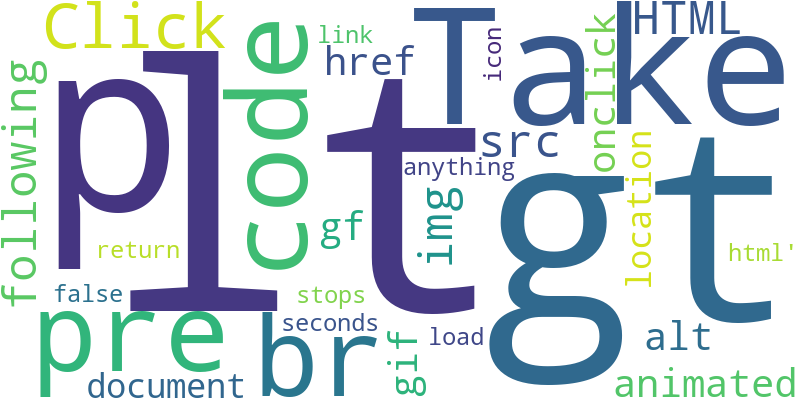 Click
p
lt
code
link
href
Take
icon
onclick
HTML
src
anything
following
return
gf
img
gt
location
html'
false
stops
pre
document
br
seconds
gif
load
alt
animated